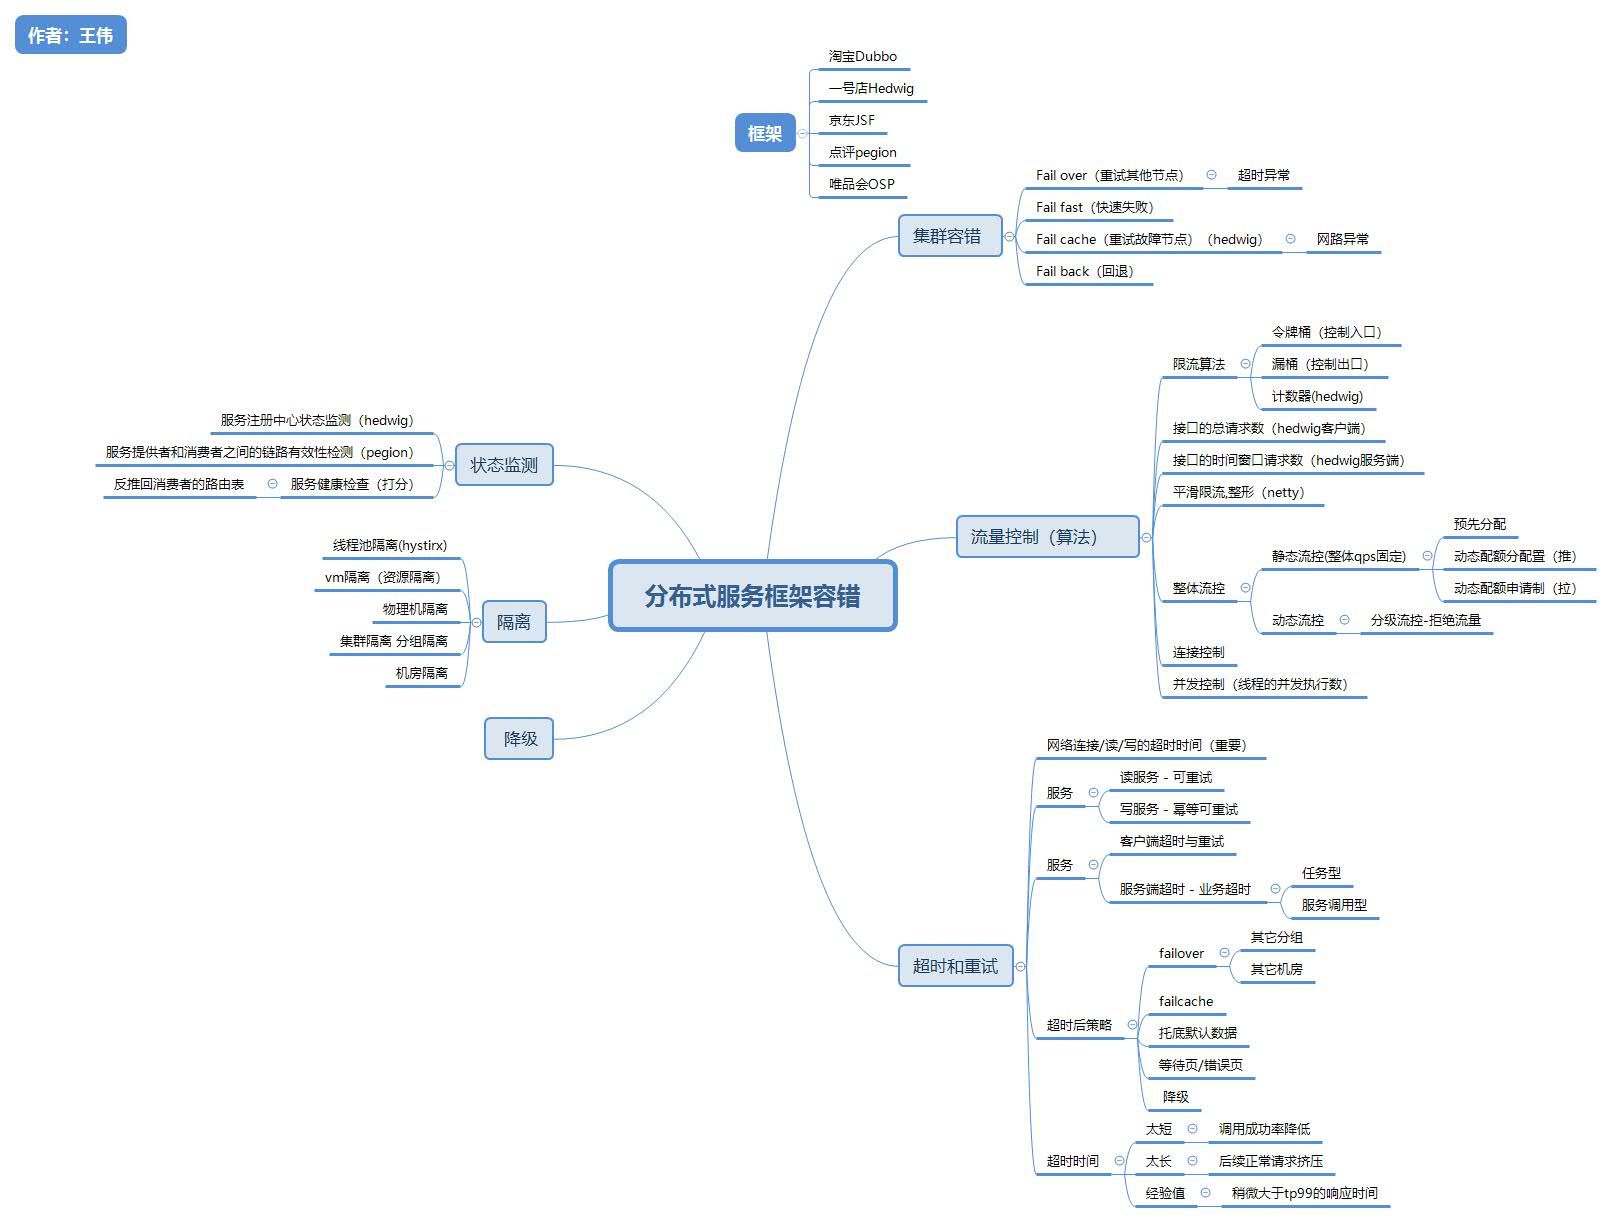 作者：王伟
框架
淘宝Dubbo
一号店Hedwig
京东JSF
点评pegion
唯品会OSP
分布式服务框架容错
集群容错
Fail over（重试其他节点）
超时异常
Fail fast（快速失败）
Fail cache（重试故障节点）（hedwig）
网路异常
Fail back（回退）
流量控制（算法）
限流算法
令牌桶（控制入口）
漏桶（控制出口）
计数器(hedwig)
接口的总请求数（hedwig客户端）
接口的时间窗口请求数（hedwig服务端）
平滑限流,整形（netty）
整体流控
静态流控(整体qps固定)
预先分配
动态配额分配置（推）
动态配额申请制（拉）
动态流控
分级流控-拒绝流量
连接控制
并发控制（线程的并发执行数）
超时和重试
网络连接/读/写的超时时间（重要）
服务
读服务 - 可重试
写服务 - 幂等可重试
服务
客户端超时与重试
服务端超时 - 业务超时
任务型
服务调用型
超时后策略
failover
其它分组
其它机房
failcache
托底默认数据
等待页/错误页
降级
超时时间
太短
调用成功率降低
太长
后续正常请求挤压
经验值
稍微大于tp99的响应时间
状态监测
服务注册中心状态监测（hedwig）
服务提供者和消费者之间的链路有效性检测（pegion）
服务健康检查（打分）
反推回消费者的路由表
隔离
线程池隔离(hystirx)
vm隔离（资源隔离）
物理机隔离
集群隔离 分组隔离
机房隔离
降级